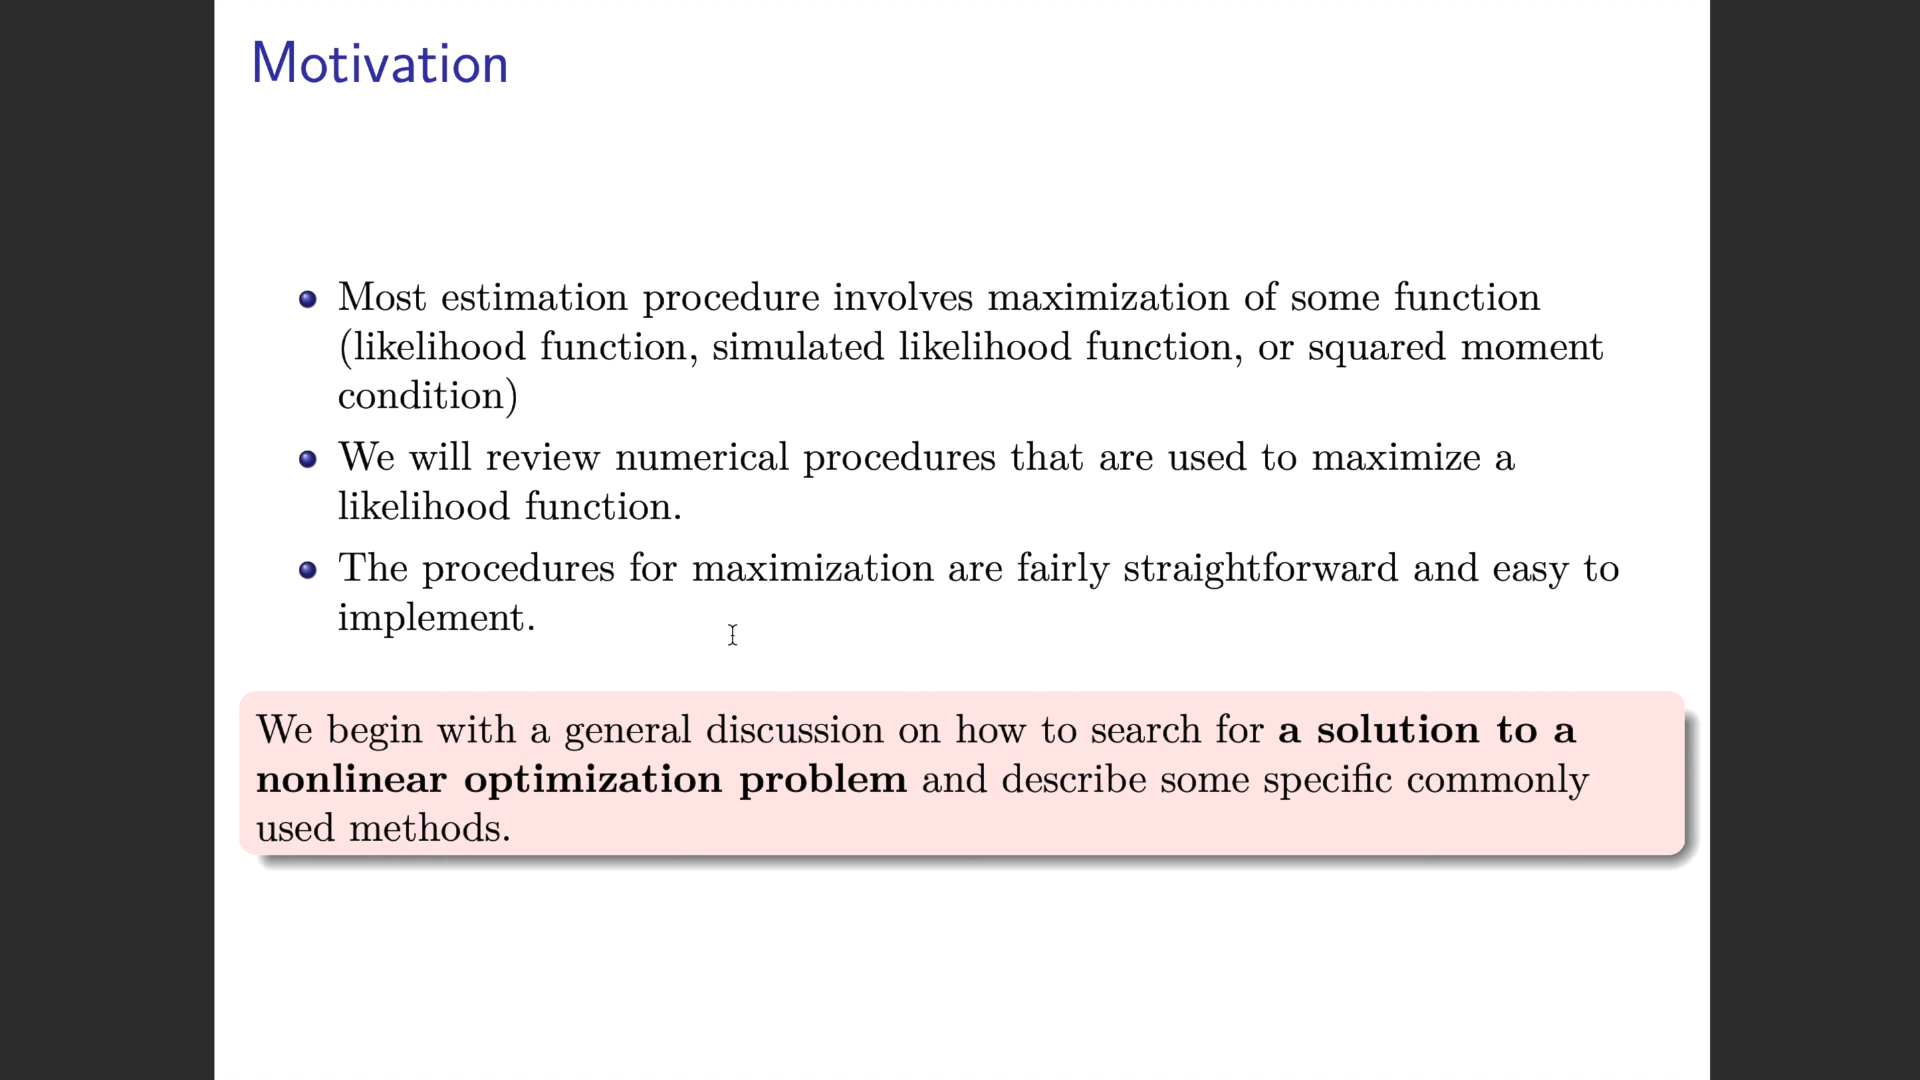 Motivation
Most estimation procedure involves maximization of some function
(likelihood function, simulated likelihood function, or squared moment
condition)
We will review numerical procedures that are used to maximize a
likelihood function.
The procedures for maximization are fairly straightforward and easy to
implement.
We begin with a general discussion on how to search for a solution to a
nonlinear optimization problem and describe some specific commonly
used methods.